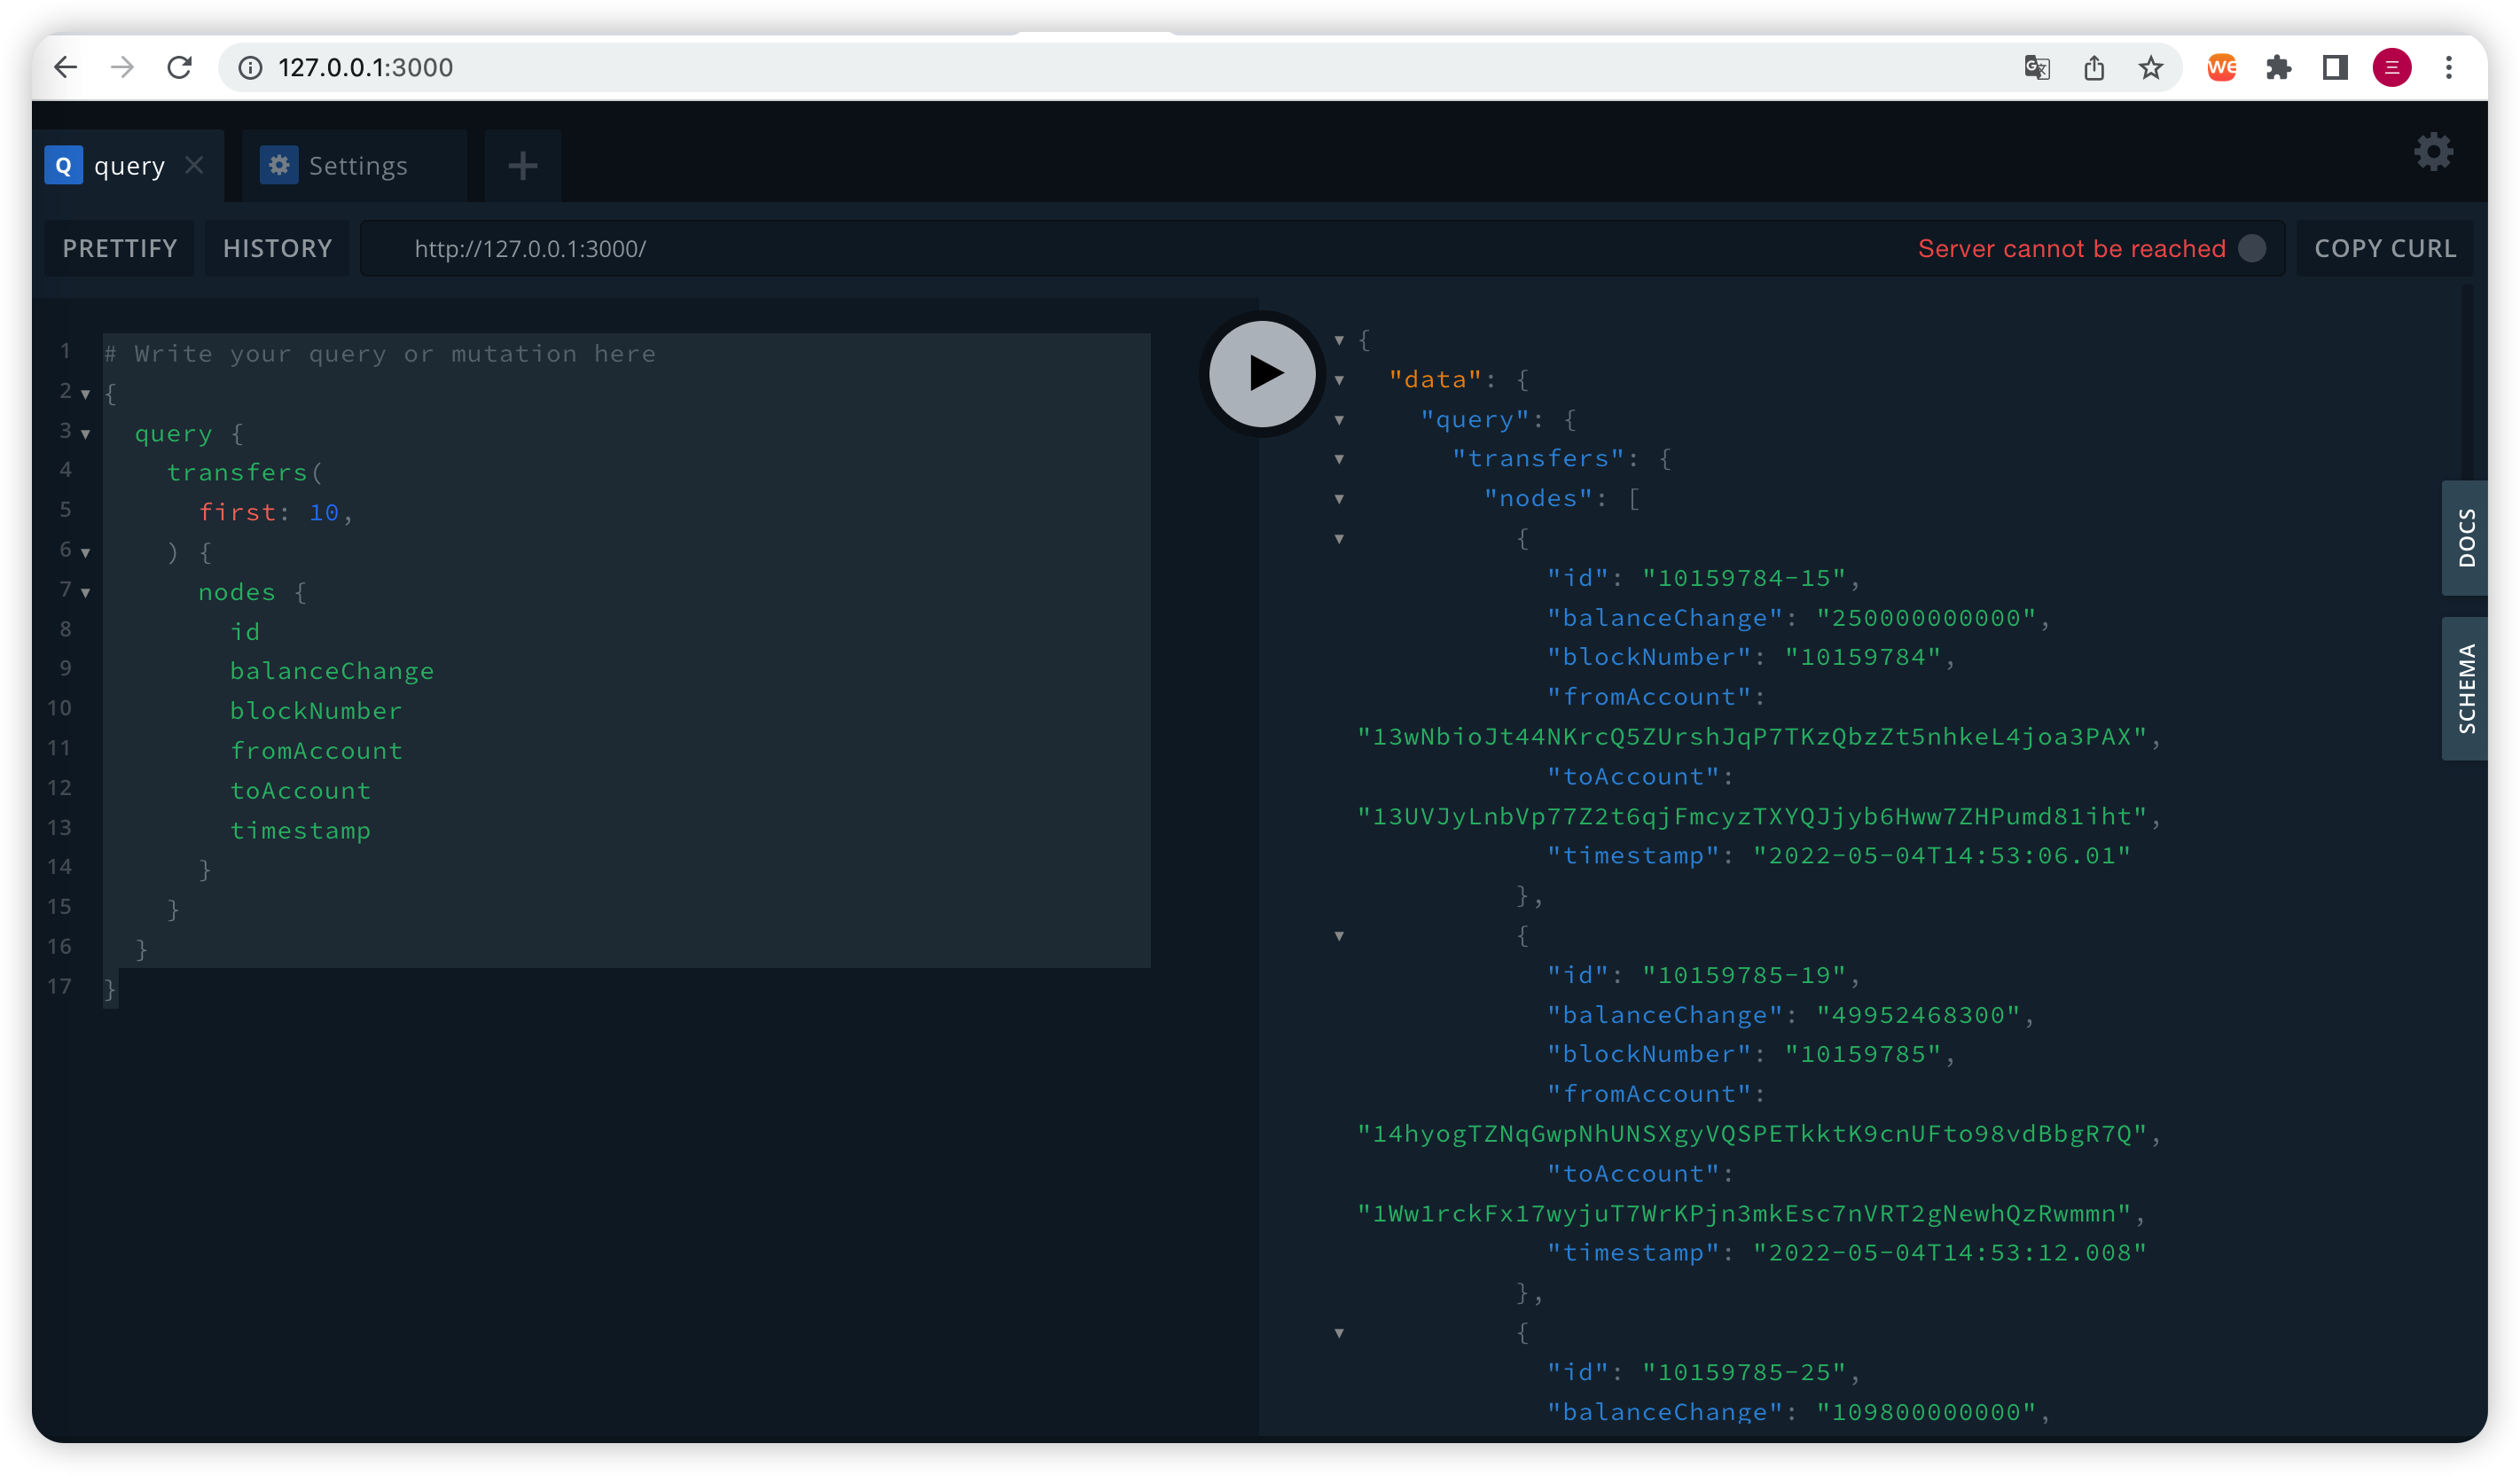 127.0.0.1:3000
WE
三
Q query
Settings
PRETTIFY
HISTORY
http://127.0.0.1:3000/
Server cannot be reached
COPY CURL
1 # Write your query or mutation here
2 {
3 query {
4 transfers(
5 first: 10,
6 ) {
7 nodes {
8 id
9 balanceChange
10 blockNumber
11 fromAccount
12 toAccount
13 timestamp
14 }
15 }
16 }
17 }
{
"data": {
"query": {
"transfers": {
"nodes": [
{
"id": "10159784-15",
"balanceChange": "250000000000",
"blockNumber": "10159784",
"fromAccount":
"13wNbioJt44NKrcQ5ZUrshJqP7TKzQbzZt5nhkeL4joa3PAX",
"toAccount":
"13UVJyLnbVp77Z2t6qjFmcyzTXYQJjyb6Hww7ZHPumd81iht",
"timestamp": "2022-05-04T14:53:06.01"
},
{
"id": "10159785-19",
"balanceChange": "49952468300",
"blockNumber": "10159785",
"fromAccount":
"14hyogTZNqGwpNhUNSXgyVQSPETkktK9cnUFto98vdBbgR7Q",
"toAccount":
"1Ww1rckFx17wyjuT7WrKPjn3mkEsc7nVRT2gNewhQzRwmmn",
"timestamp": "2022-05-04T14:53:12.008"
},
{
"id": "10159785-25",
"balanceChange": "109800000000",
DOCS
SCHEMA